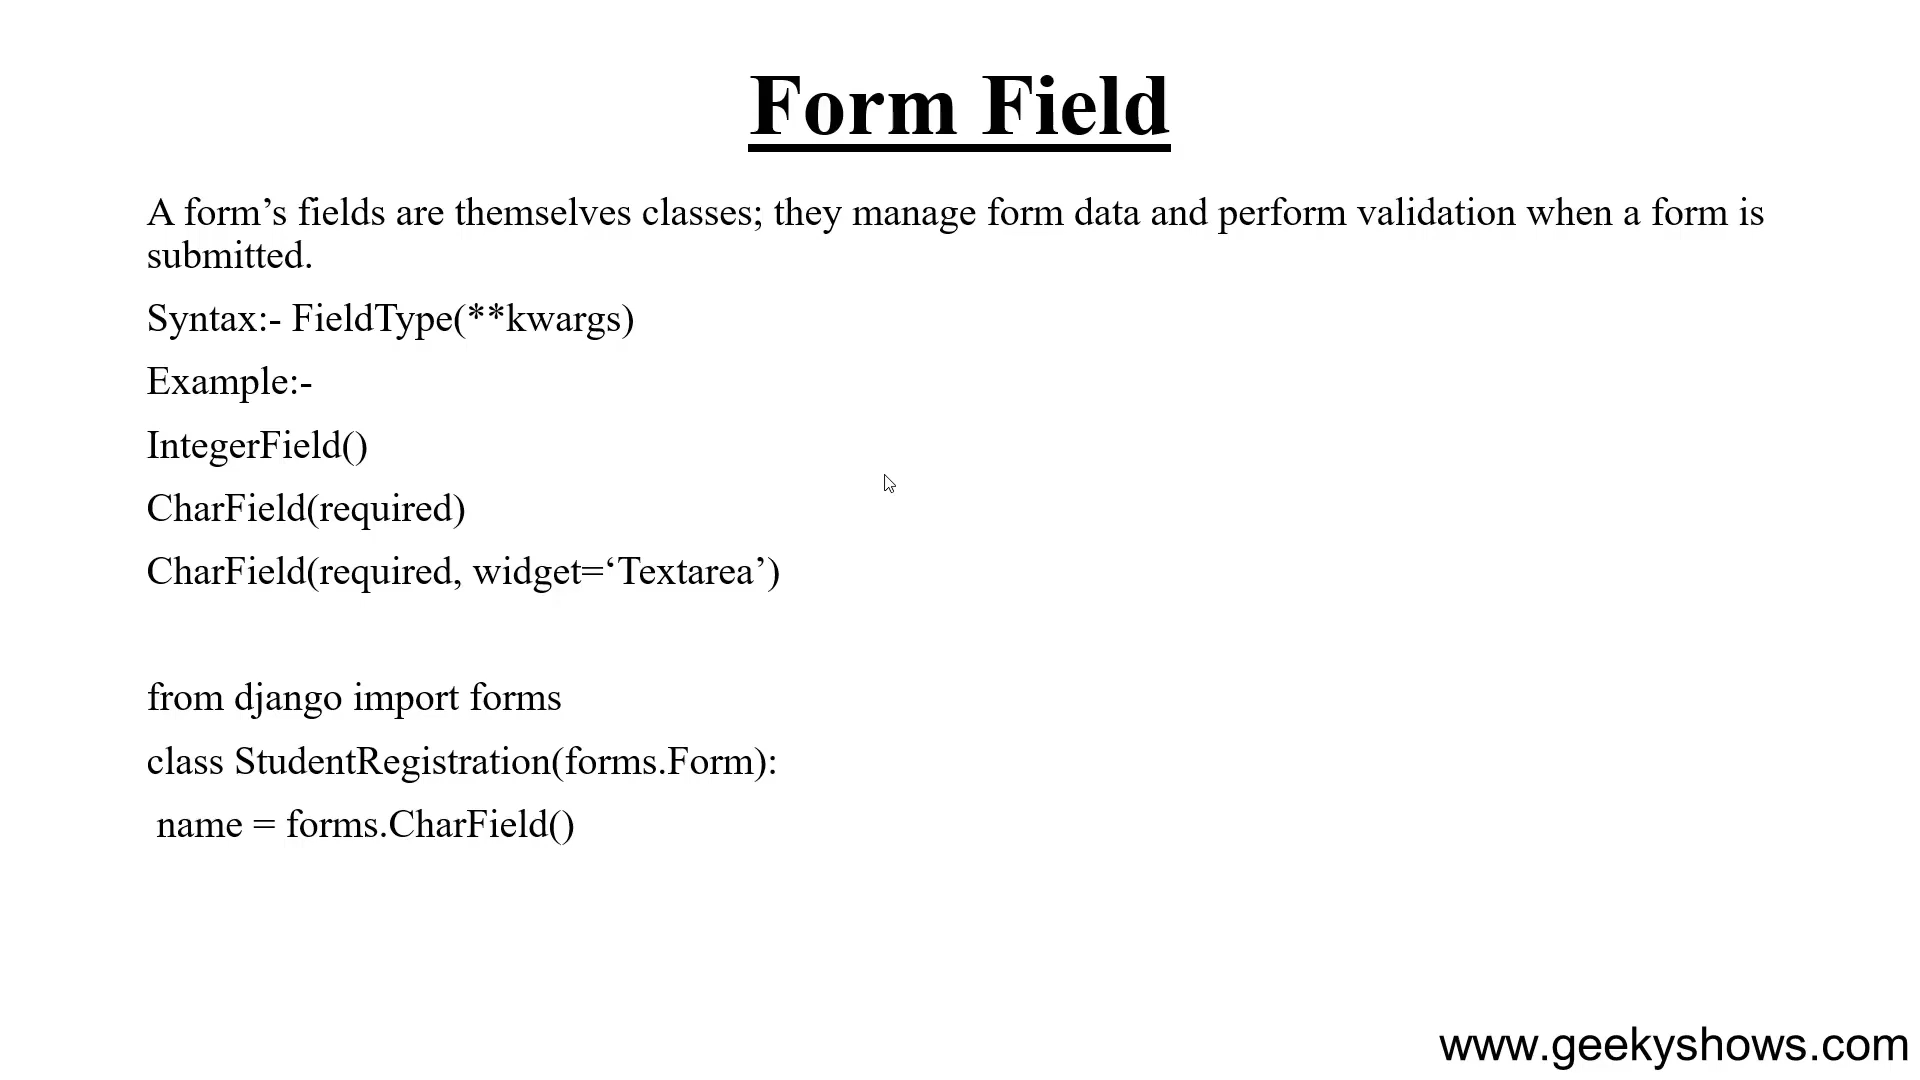 Form Field
A form’s fields are themselves classes; they manage form data and perform validation when a form is
submitted.
Syntax:- FieldType(**kwargs)
Example:-
IntegerField()
CharField(required)
CharField(required, widget=‘Textarea’)
from django import forms
class StudentRegistration(forms.Form):
 name = forms.CharField()
www.geekyshows.com